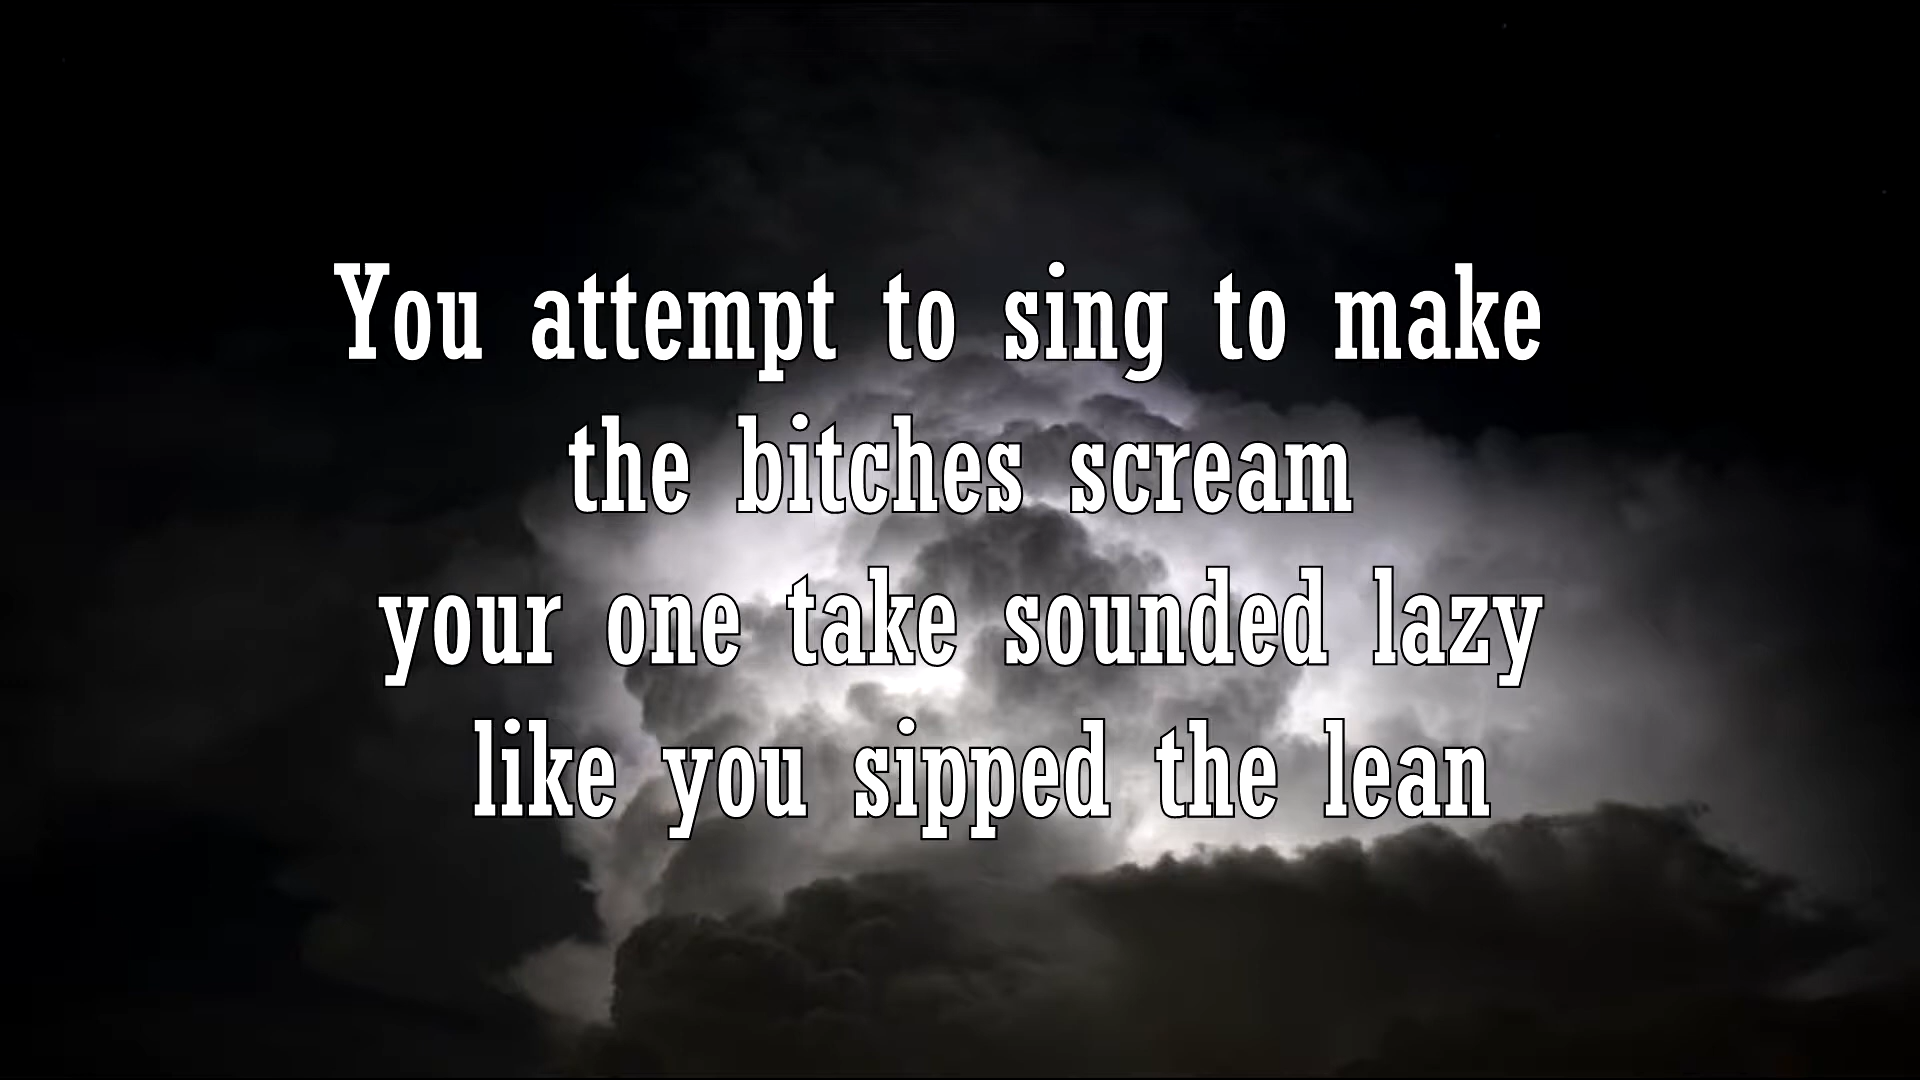 You attempt to sing to make
the bitches scream
your one take sounded lazy
like you sipped the lean